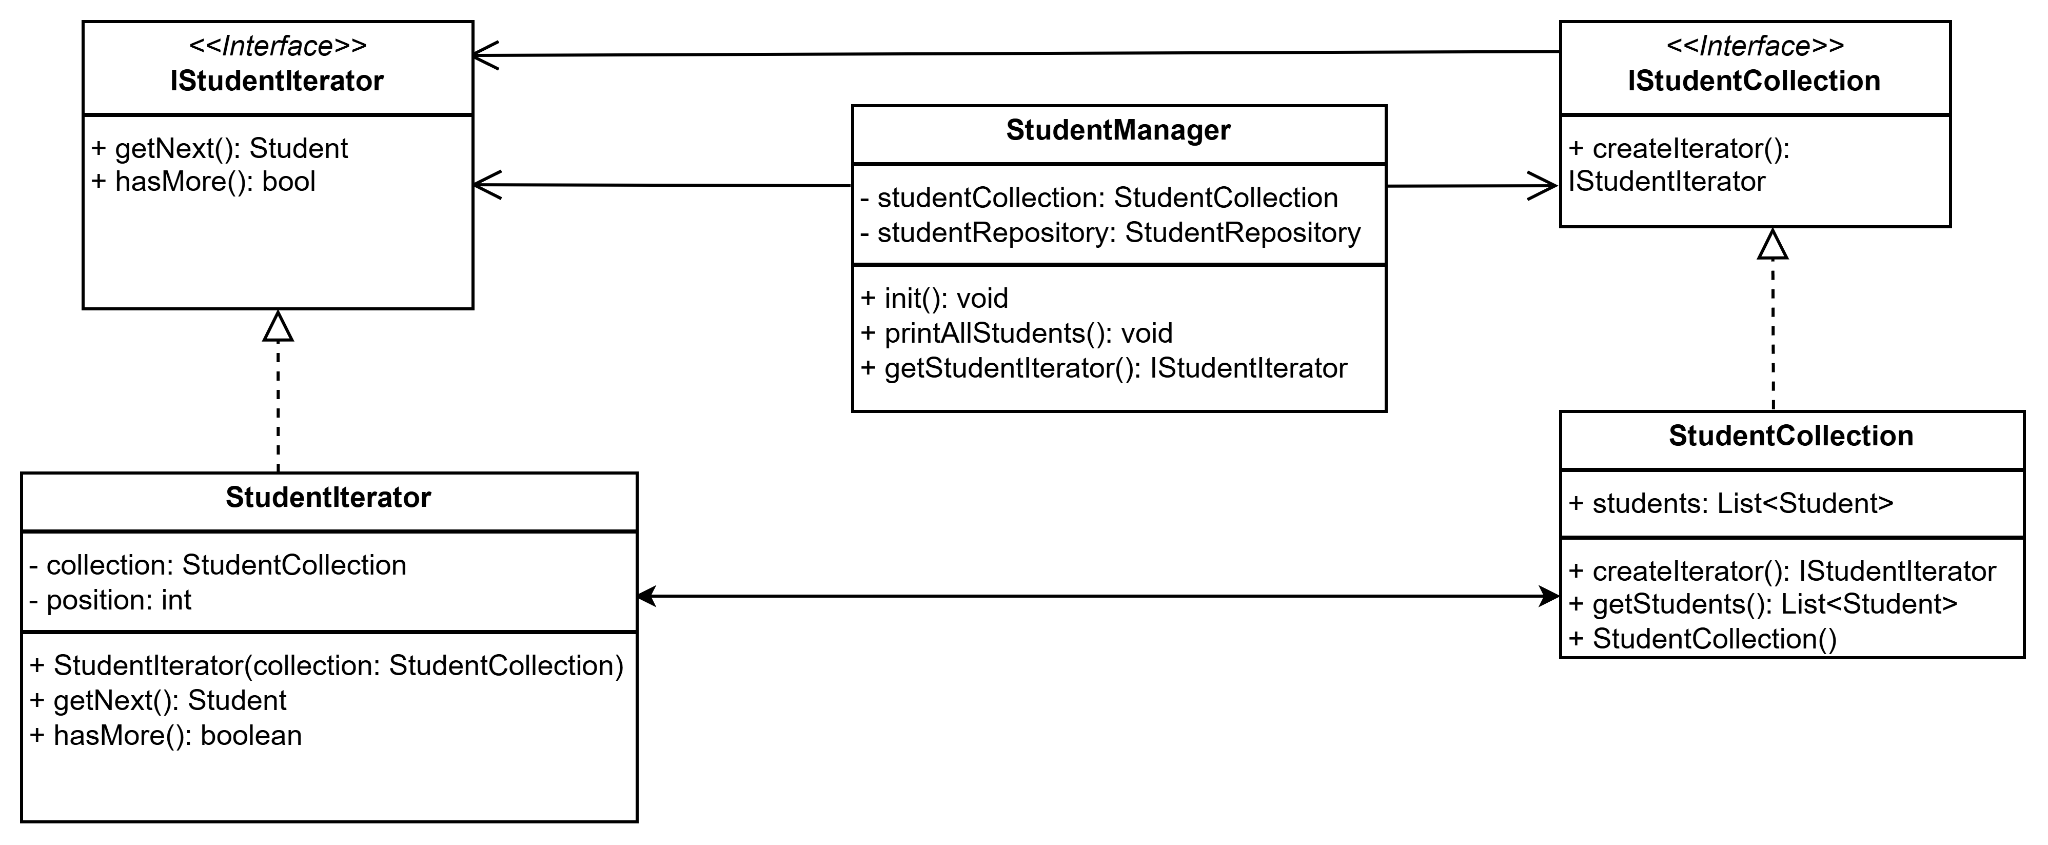 <<Interface>>
IStudentIterator
+ getNext(): Student
+ hasMore(): bool
StudentManager
- studentCollection: StudentCollection
- studentRepository: StudentRepository
+ init(): void
+ printAllStudents(): void
+ getStudentIterator(): IStudentIterator
<<Interface>>
IStudentCollection
+ createIterator():
IStudentIterator
StudentIterator
- collection: StudentCollection
- position: int
+ StudentIterator(collection: StudentCollection)
+ getNext(): Student
+ hasMore(): boolean
StudentCollection
+ students: List<Student>
+ createIterator(): IStudentIterator
+ getStudents(): List<Student>
+ StudentCollection()